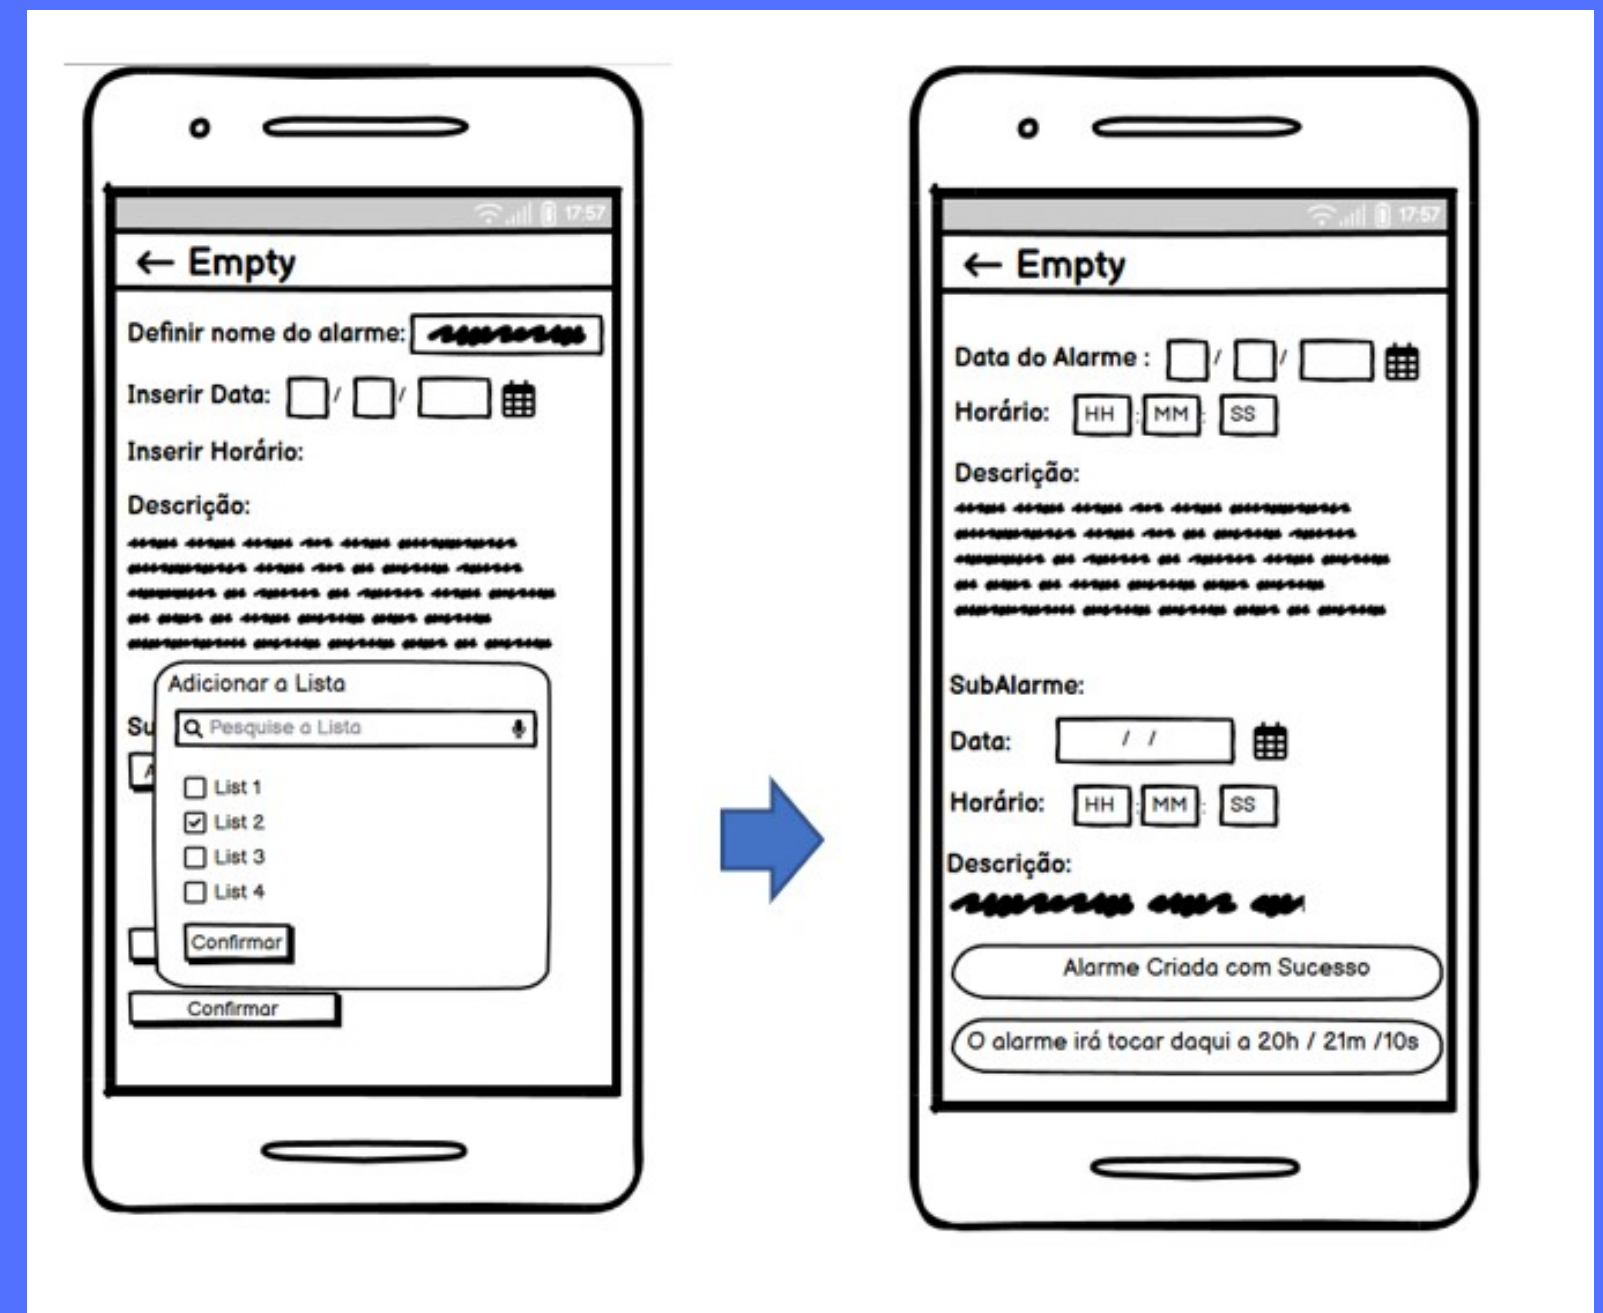 17:57
← Empty
Definir nome do alarme:
Inserir Data: / /
Inserir Horário:
Descrição:
Adicionar a Lista
Su
Pesquise a Lista
A
List 1
List 2
List 3
List 4
Confirmar
Confirmar
17:57
← Empty
Data do Alarme : / /
Horário: HH : MM : SS
Descrição:
SubAlarme:
Data: / /
Horário: HH : MM : SS
Descrição:
Alarme Criada com Sucesso
O alarme irá tocar daqui a 20h / 21m /10s